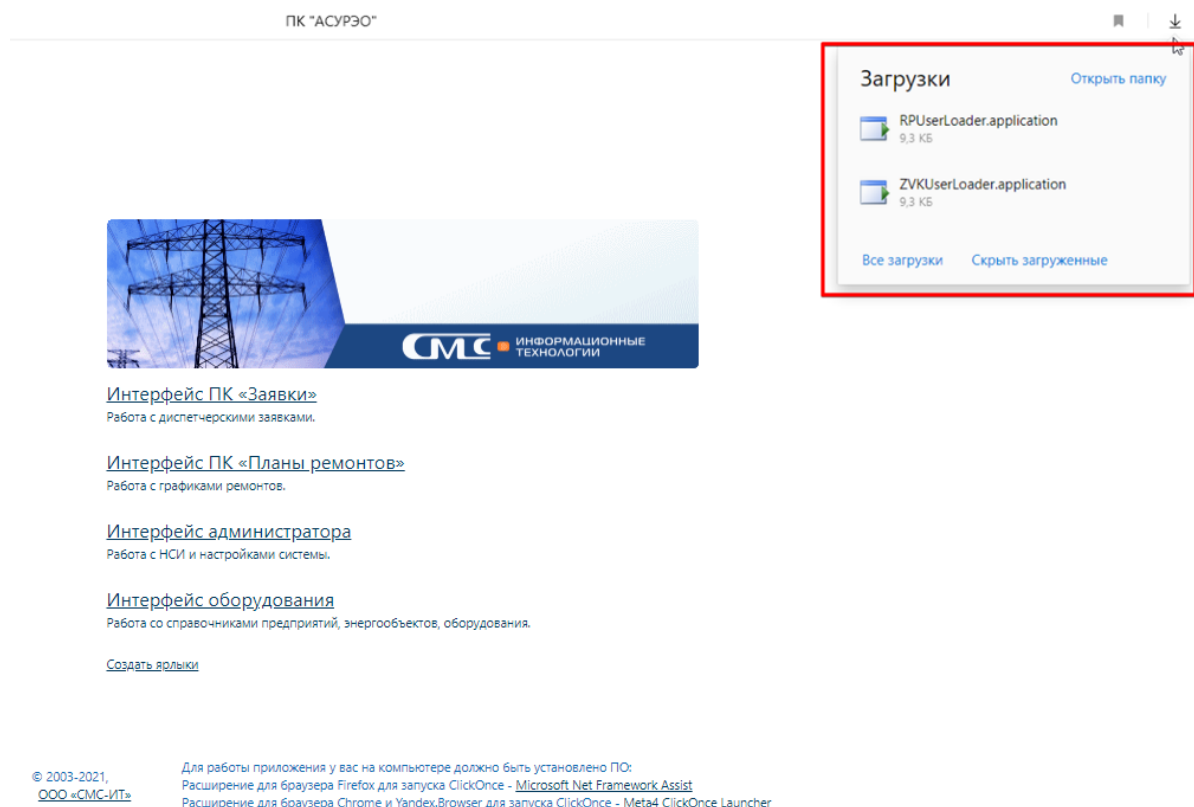 ПК "АСУРЭО"
Загрузки
Открыть папку
RPUserLoader.application
9,3 КБ
ZVKUserLoader.application
9,3 КБ
Все загрузки
Скрыть загруженные
СМС ИНФОРМАЦИОННЫЕ
ТЕХНОЛОГИИ
Интерфейс ПК «Заявки»
Работа с диспетчерскими заявками.
Интерфейс ПК «Планы ремонтов»
Работа с графиками ремонтов.
Интерфейс администратора
Работа с НСИ и настройками системы.
Интерфейс оборудования
Работа со справочниками предприятий, энергообъектов, оборудования.
Создать ярлыки
© 2003-2021,
ООО «СМС-ИТ»
Для работы приложения у вас на компьютере должно быть установлено ПО:
Расширение для браузера Firefox для запуска ClickOnce - Microsoft Net Framework Assist
Расширение для браузера Chrome и Yandex.Browser для запуска ClickOnce - Meta4 ClickOnce Launcher